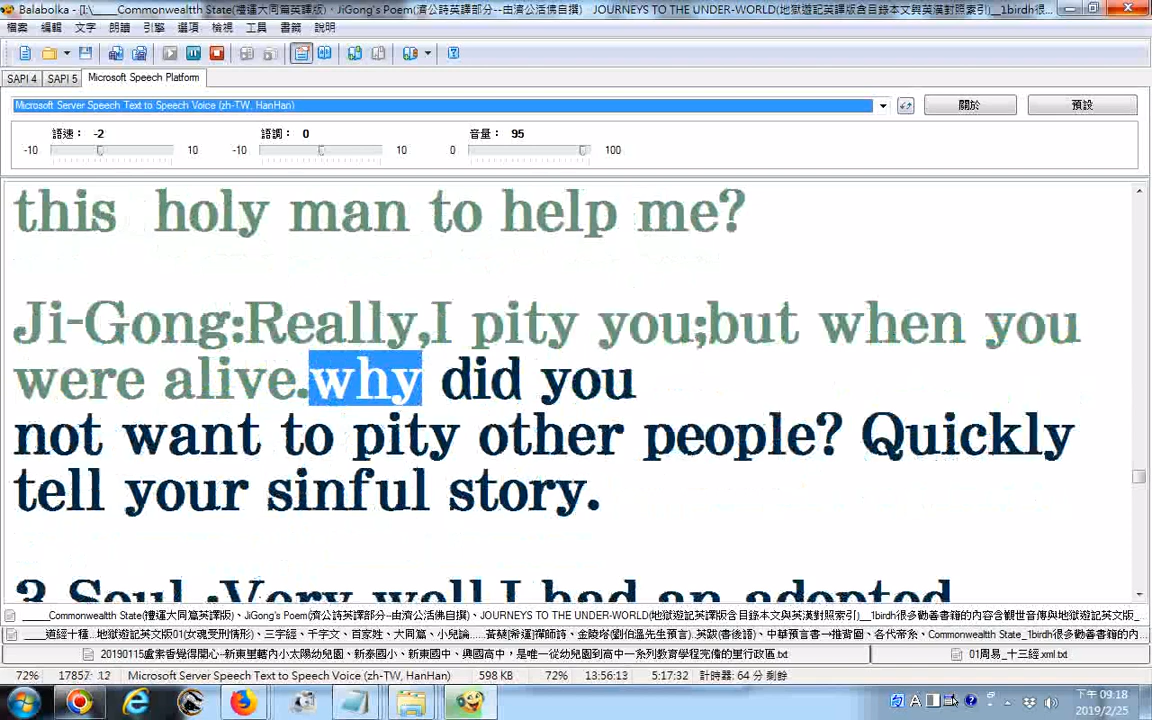 Balabolka - [I:\_____Commonwealth State(禮運大同篇英譯版)、JiGong's Poem(濟公詩英譯部分--由濟公活佛自撰) JOURNEYS TO THE UNDER-WORLD(地獄遊記英譯版含目錄本文與英漢對照索引)__1birdh很...
檔案 編輯 文字 朗讀 引擎 選項 檢視 工具 書籤 說明
SAPI 4 SAPI 5 Microsoft Speech Platform
Microsoft Server Speech Text to Speech Voice (zh-TW, HanHan) 關於 預設
語速： -2 語調： 0 音量： 95
-10 10 -10 10 0 100
this holy man to help me?
Ji-Gong:Really,I pity you;but when you
were alive.why did you
not want to pity other people? Quickly
tell your sinful story.
3 Soul :Very well I had an adopted
_____Commonwealth State(禮運大同篇英譯版)、JiGong's Poem(濟公詩英譯部分--由濟公活佛自撰)、JOURNEYS TO THE UNDER-WORLD(地獄遊記英譯版含目錄本文與英漢對照索引)__1birdh很多勸善書籍的內容含觀世音傳與地獄遊記英文版_
____道經十種...地獄遊記英文版01(女魂受刑情形)、三字經、千字文、百家姓、大同篇、小兒論......黃蘗[希運]禪師詩、金陵塔(劉伯溫先生預言).英跋(書後語)、中華預言書一推背圖、各代帝系、Commonwealth State_1birdh很多勸善書籍的內...
20190115盧素香覺得開心--新東里轄內小太陽幼兒園、新泰國小、新東國中、興國高中，是唯一從幼兒園到高中一系列教育學程完備的里行政區.txt 01周易_十三經.xml.txt
72% 17857: 12 Microsoft Server Speech Text to Speech Voice (zh-TW, HanHan) 598 KB 72% 13:56:13 5:17:32 計時器: 64 分 剩餘
下午 09:18
2019/2/25